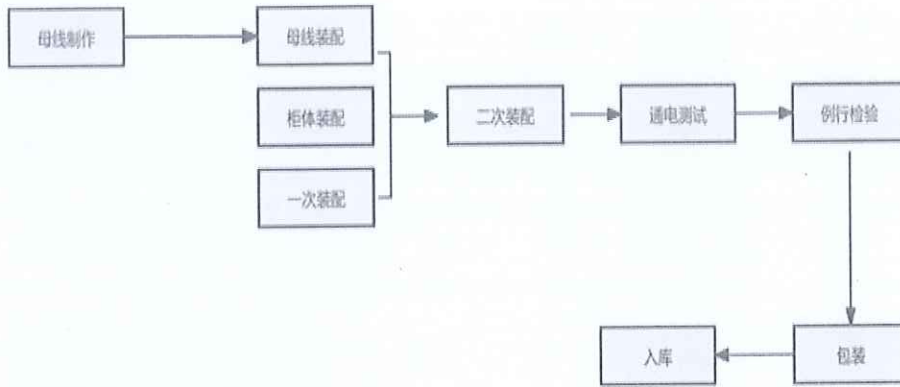 母线制作
母线装配
柜体装配
一次装配
二次装配
通电测试
例行检验
包装
入库